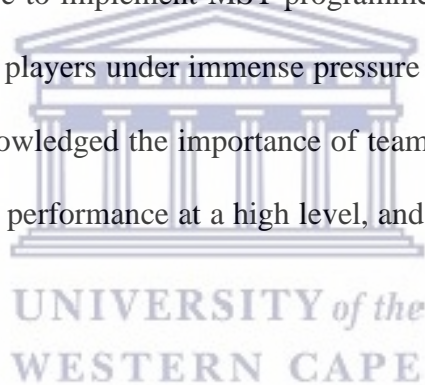 e to implement MST programme
players under immense pressure
owledged the importance of team
performance at a high level, and
UNIVERSITY of the
WESTERN CAPE